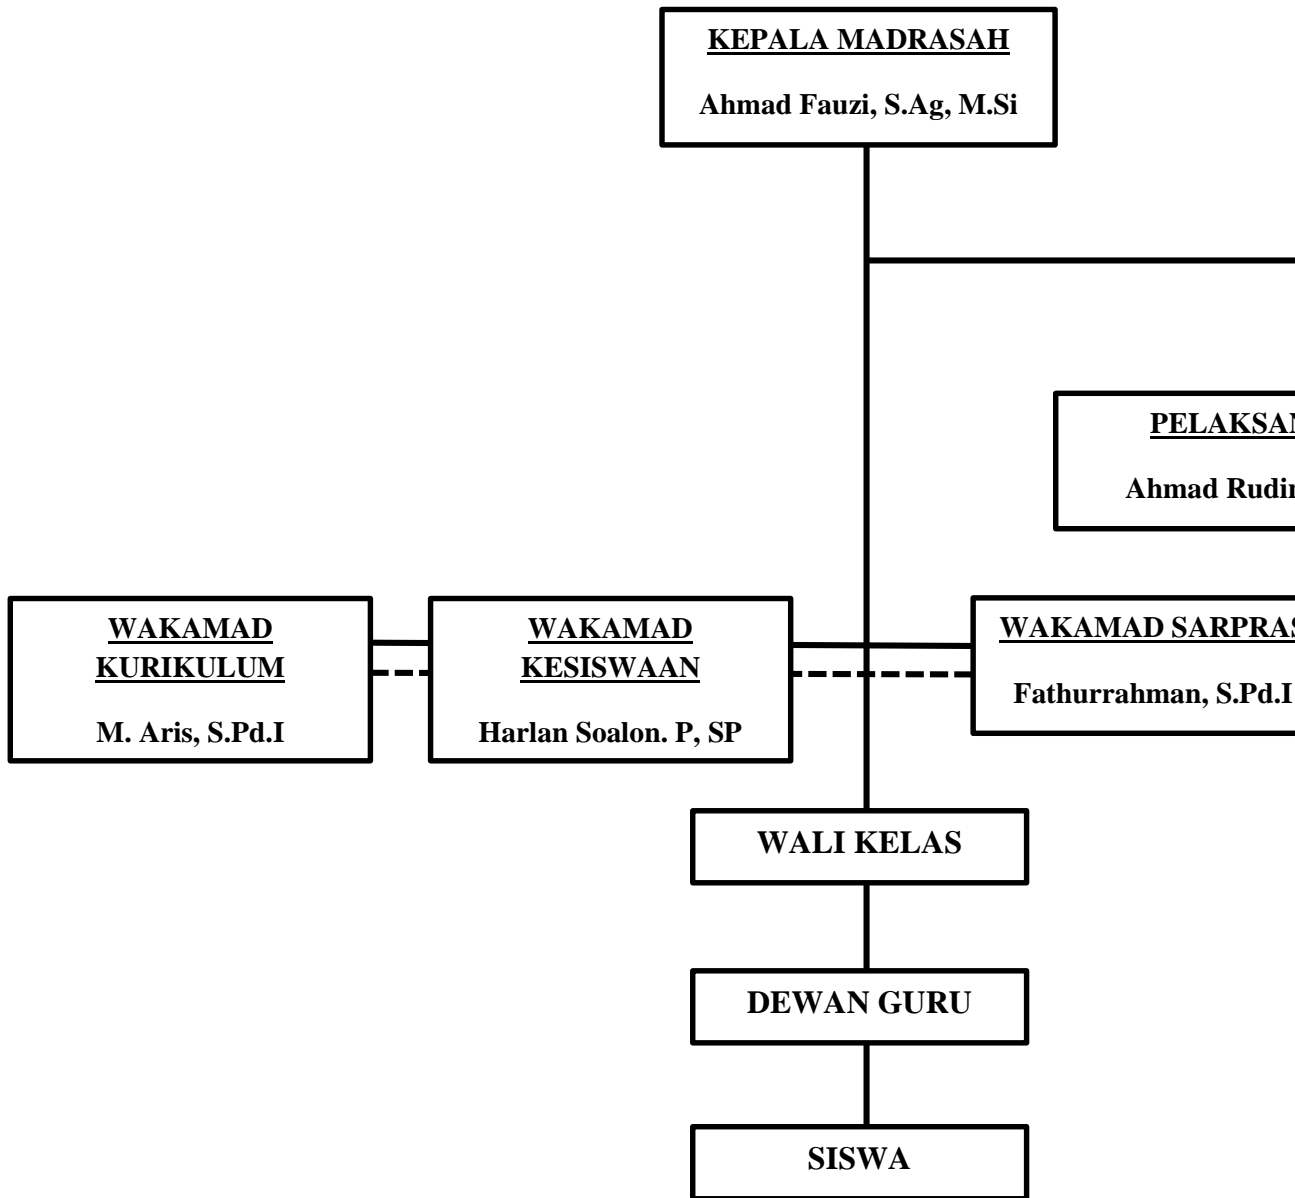 KEPALA MADRASAH
Ahmad Fauzi, S.Ag, M.Si
Ahmad
WAKAMAD
KURIKULUM
M. Aris, S.Pd.I
WAKAMAD
KESISWAAN
Harlan Soalon. P, SP
WAKAMAD
Fathurrahman, S.Pd.I
WALI KELAS
DEWAN GURU
SISWA